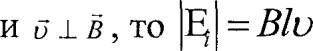 и υ⃗ ⊥ B⃗, то |E_i| = Blυ